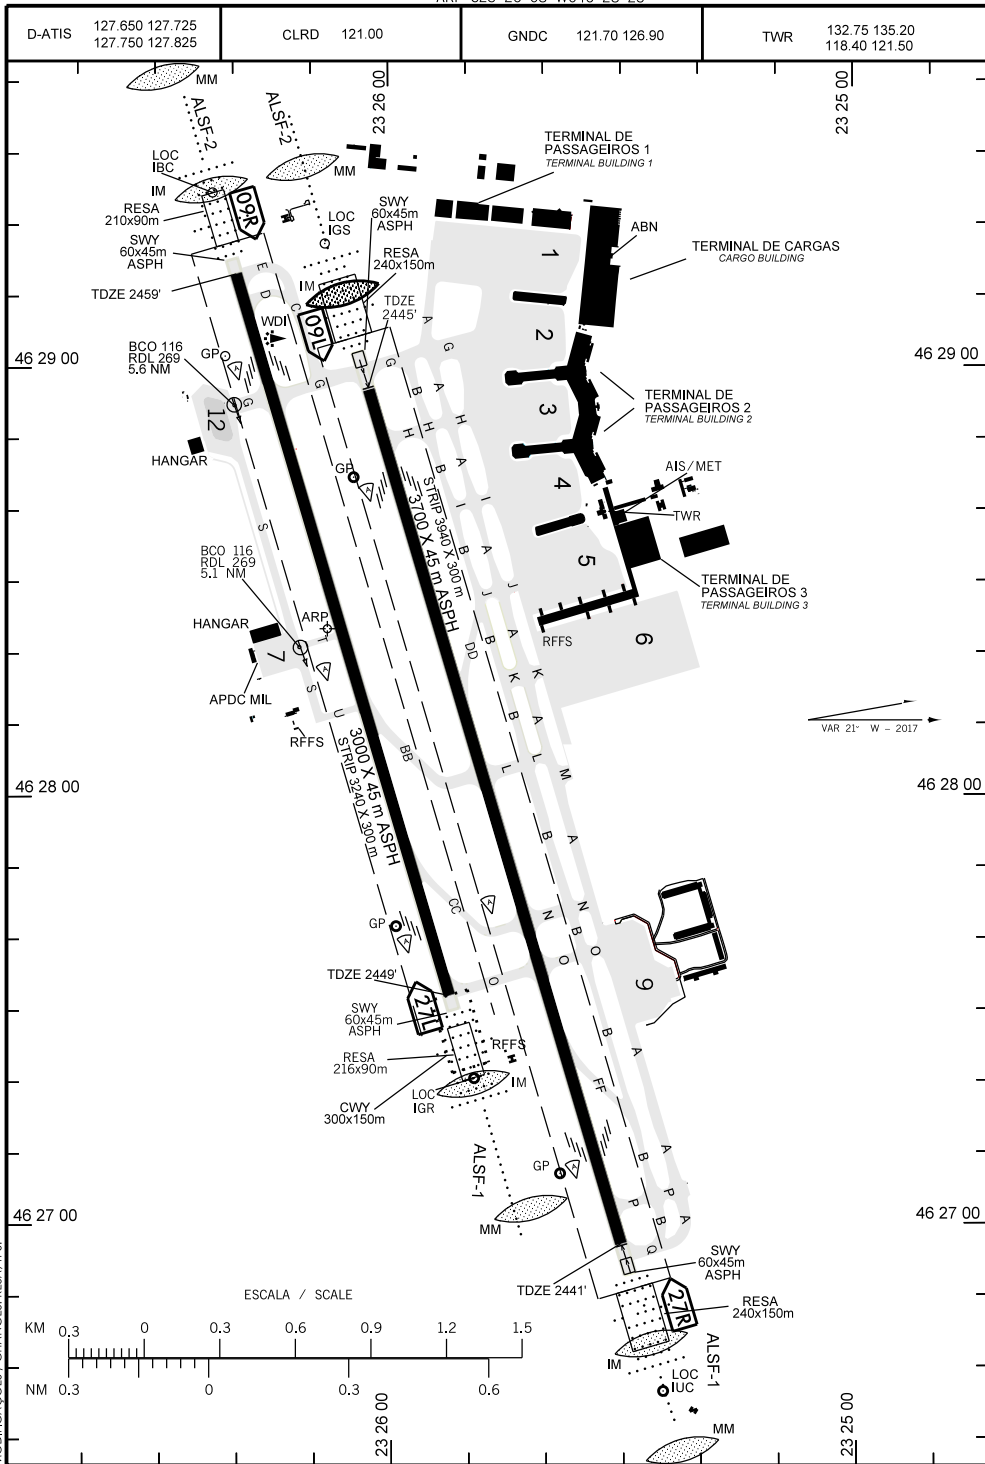 D-ATIS
127.650 127.725
127.750 127.825
CLRD 121.00
GNDC 121.70 126.90
TWR
132.75 135.20
118.40 121.50
MM
ALSF-2
ALSF-2
23 26 00
23 25 00
LOC
IBC
IM
RESA
210x90m
SWY
60x45m
ASPH
TDZE 2459'
09R
MM
LOC
IGS
SWY
60x45m
ASPH
RESA
240x150m
IM
09L
TDZE
2445'
TERMINAL DE
PASSAGEIROS 1
TERMINAL BUILDING 1
ABN
TERMINAL DE CARGAS
CARGO BUILDING
1
2
3
4
5
6
E
D
C
WDI
GP
G
G
G
A
G
B
A
H
H
B
A
I
I
B
A
J
J
B
A
K
K
B
A
L
L
M
A
B
N
N
B
O
O
O
B
A
46 29 00
46 29 00
BCO 116
RDL 269
5.6 NM
12
HANGAR
GP
STRIP 3940 X 300 m
3700 X 45 m ASPH
TERMINAL DE
PASSAGEIROS 2
TERMINAL BUILDING 2
AIS/MET
TWR
TERMINAL DE
PASSAGEIROS 3
TERMINAL BUILDING 3
RFFS
S
BCO 116
RDL 269
5.1 NM
HANGAR
ARP
T
7
S
U
APDC MIL
RFFS
DD
BB
3000 X 45 m ASPH
STRIP 3240 X 300 m
VAR 21° W - 2017
46 28 00
46 28 00
CC
GP
9
TDZE 2449'
27L
SWY
60x45m
ASPH
RESA
216x90m
CWY
300x150m
RFFS
LOC
IGR
IM
ALSF-1
MM
FF
GP
A
B
P
P
B
A
Q
46 27 00
46 27 00
SWY
60x45m
ASPH
TDZE 2441'
27R
RESA
240x150m
IM
ALSF-1
LOC
IUC
MM
ESCALA / SCALE
KM 0.3 0 0.3 0.6 0.9 1.2 1.5
NM 0.3 0 0.3 0.6
23 26 00
23 25 00